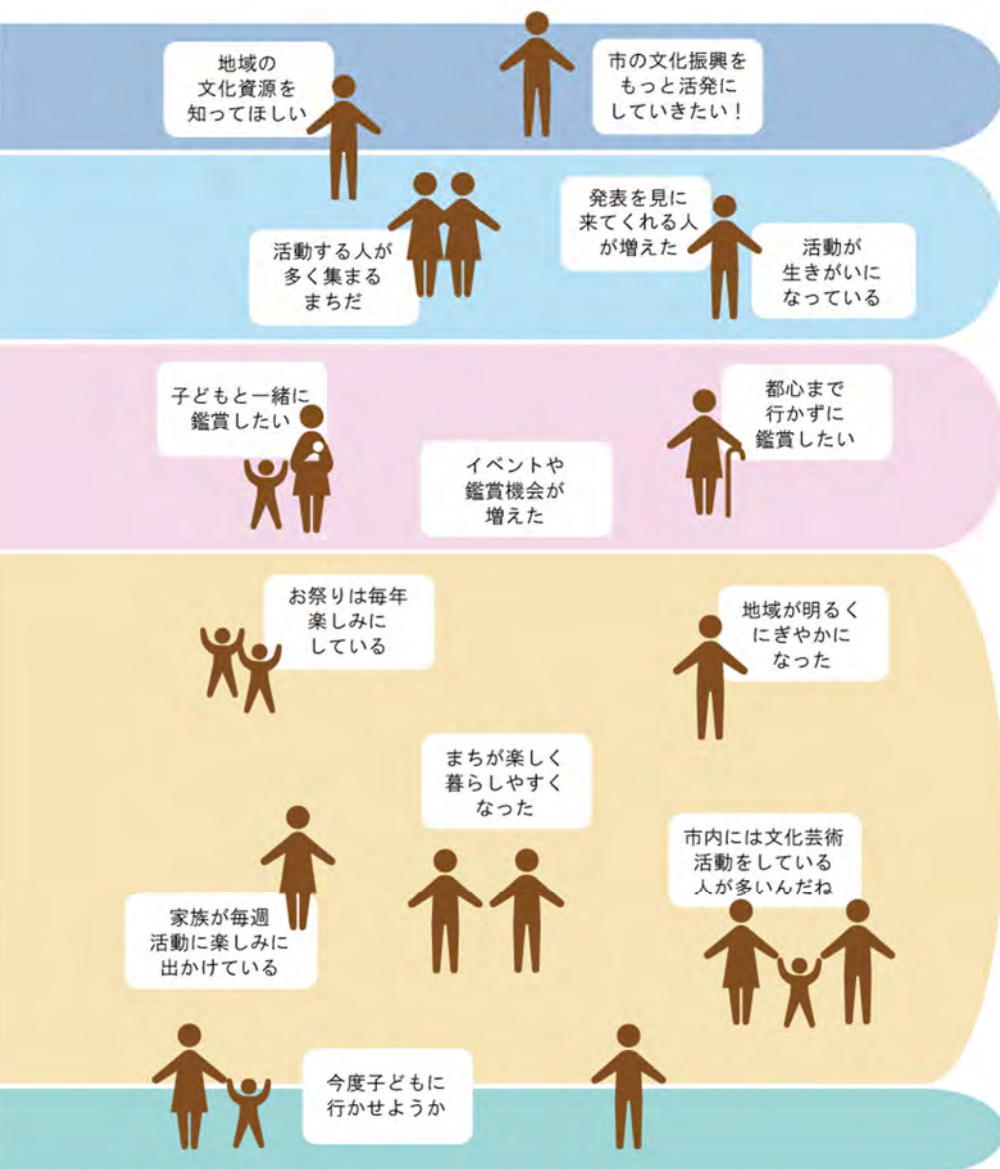 地域の
文化資源を
知ってほしい
市の文化振興を
もっと活発に
していきたい！
活動する人が
多く集まる
まちだ
発表を見に
来てくれる人
が増えた
活動が
生きがいに
なっている
子どもと一緒に
鑑賞したい
イベントや
鑑賞機会が
増えた
都心まで
行かずに
鑑賞したい
お祭りは毎年
楽しみに
している
地域が明るく
にぎやかに
なった
まちが楽しく
暮らしやすく
なった
市内には文化芸術
活動をしている
人が多いんだね
家族が毎週
活動に楽しみに
出かけている
今度子どもに
行かせようか